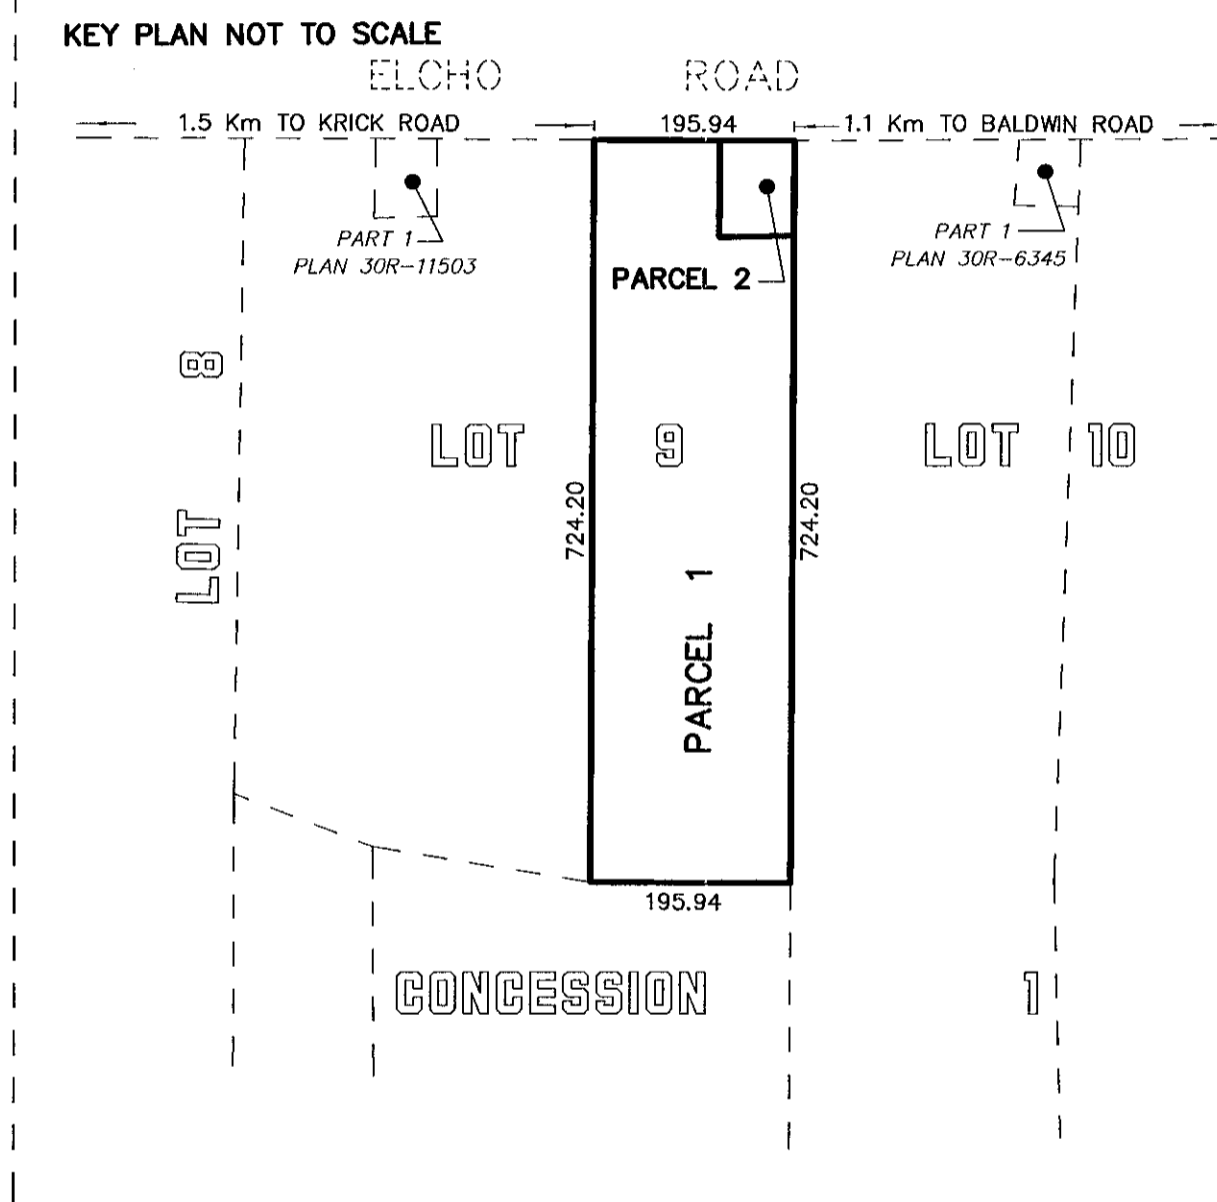 KEY PLAN NOT TO SCALE
ELCHO ROAD
1.5 Km TO KRICK ROAD 195.94 1.1 Km TO BALDWIN ROAD
PART 1
PLAN 30R-11503
PART 1
PLAN 30R-6345
PARCEL 2
LOT 8
LOT 9
LOT 10
724.20
724.20
PARCEL 1
195.94
CONCESSION 1